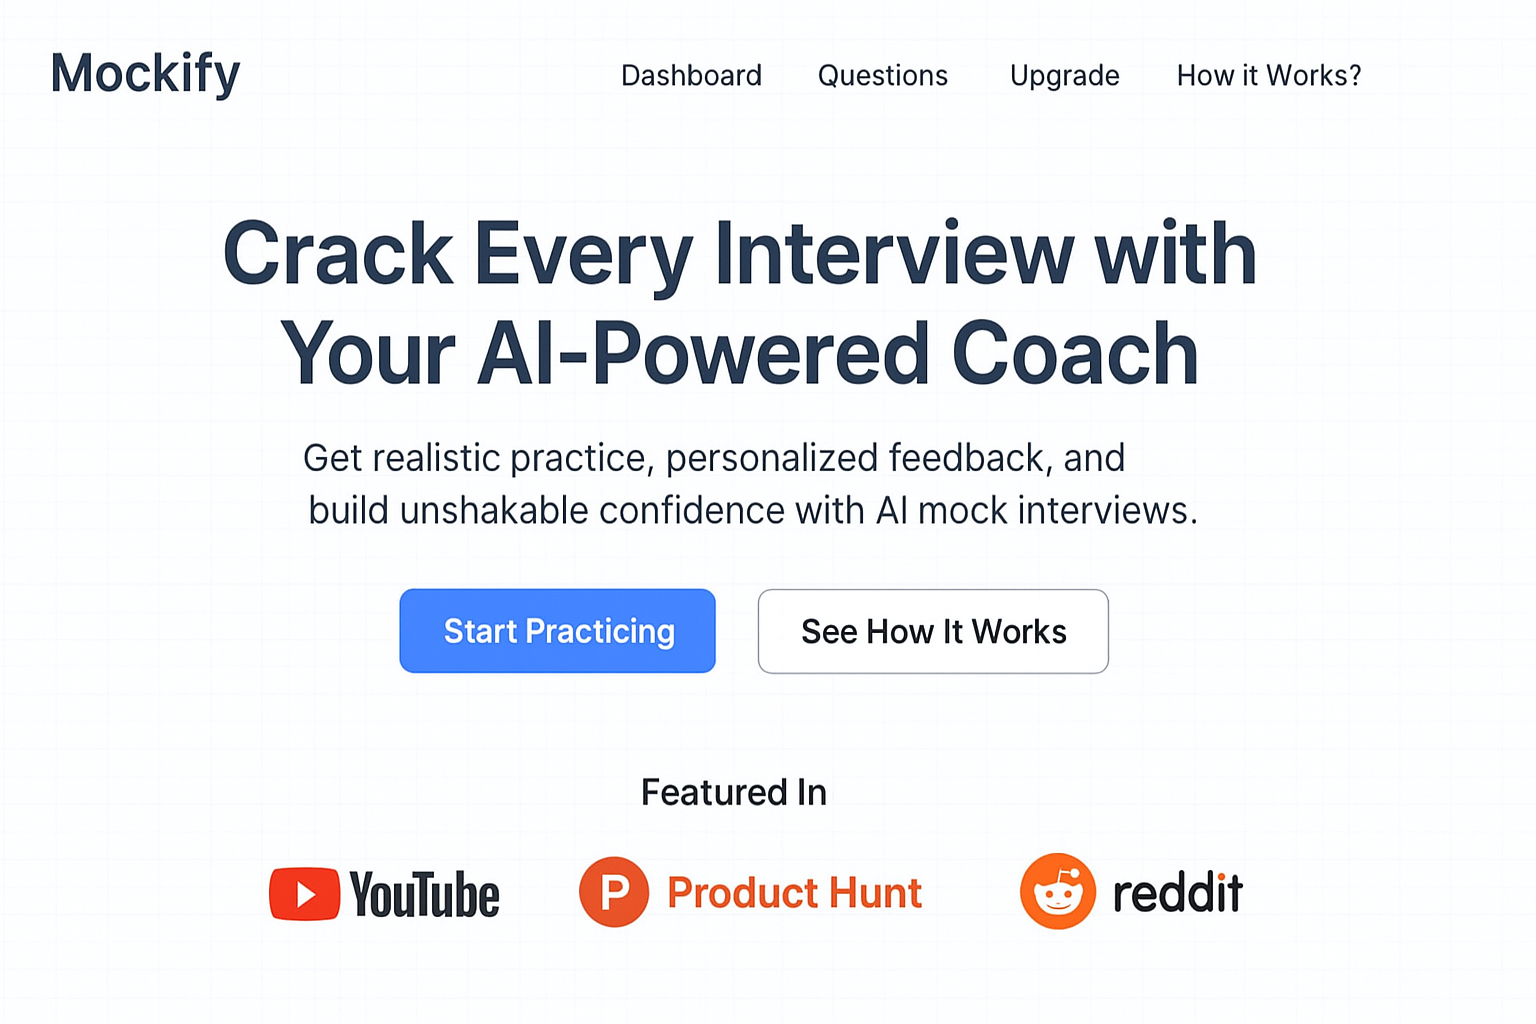 Mockify
Dashboard Questions Upgrade How it Works?
Crack Every Interview with
Your AI-Powered Coach
Get realistic practice, personalized feedback, and
build unshakable confidence with AI mock interviews.
Start Practicing See How It Works
Featured In
YouTube P Product Hunt reddit